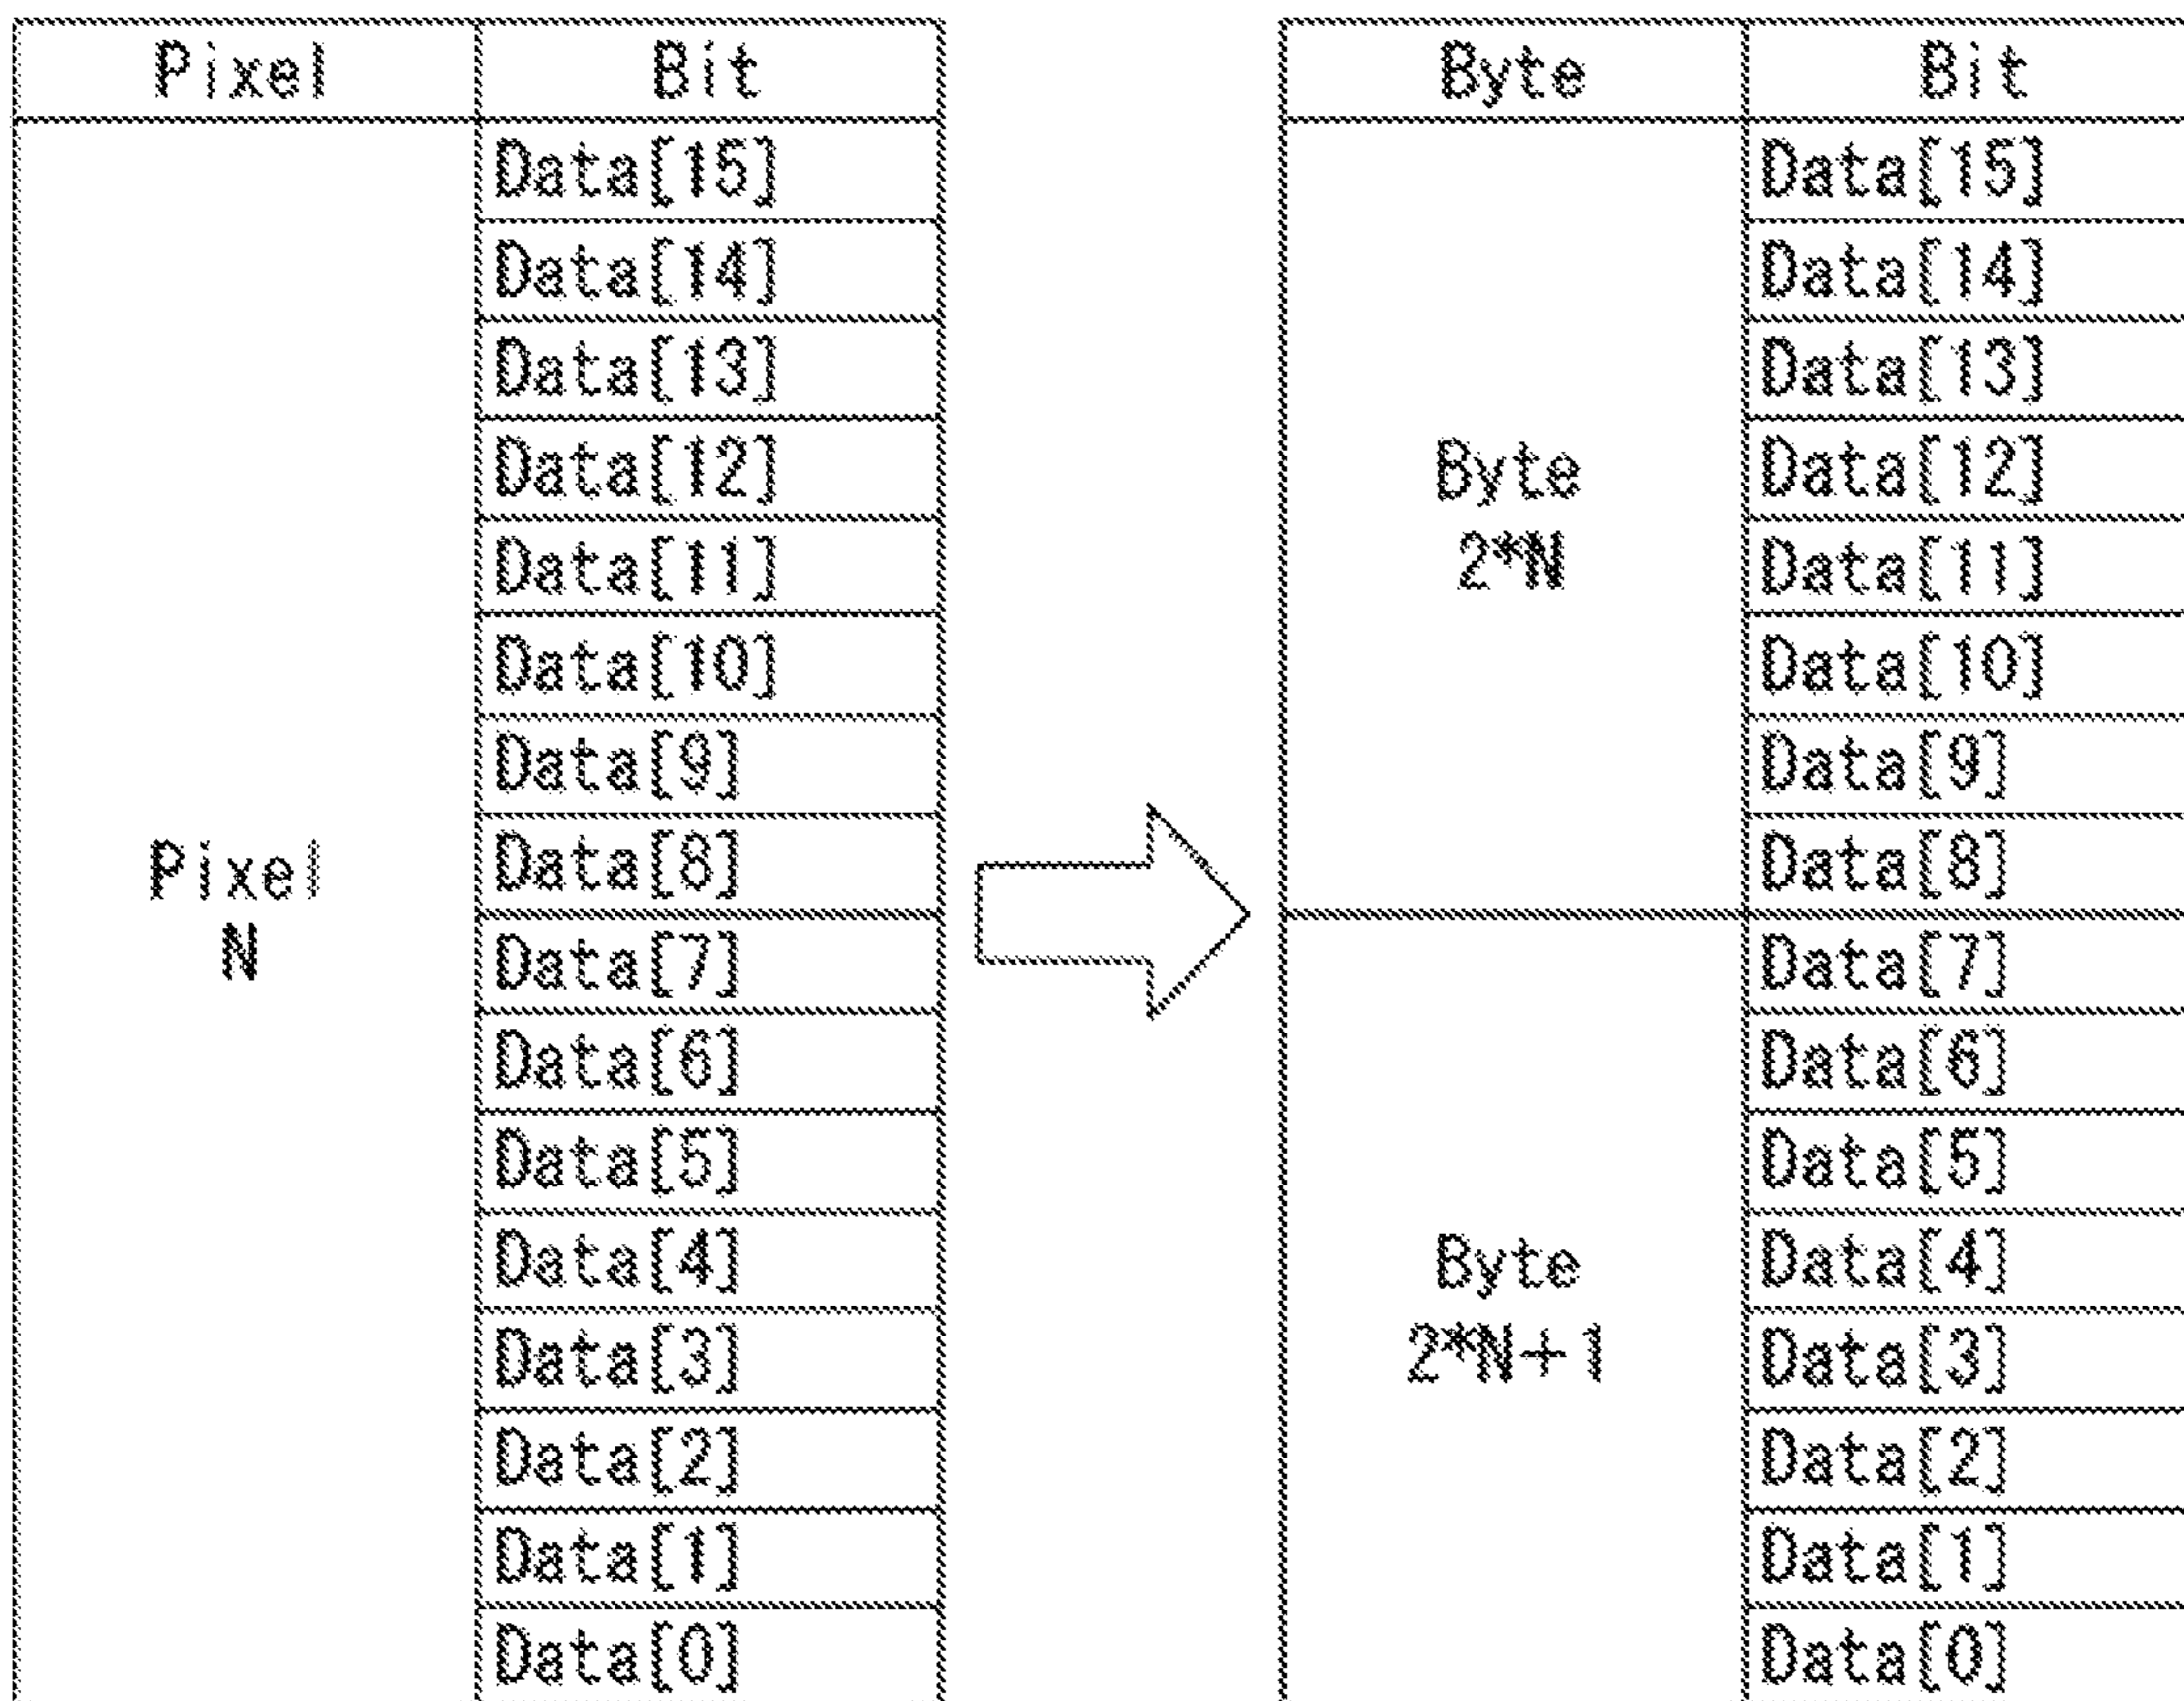 Pixel Bit Byte Bit
Data[15] Data[15]
Data[14] Data[14]
Data[13] Data[13]
Data[12] Byte Data[12]
Data[11] 2*N Data[11]
Data[10] Data[10]
Data[9] Data[9]
Pixel Data[8] Data[8]
N Data[7] Data[7]
Data[6] Data[6]
Data[5] Data[5]
Data[4] Byte Data[4]
Data[3] 2*N+1 Data[3]
Data[2] Data[2]
Data[1] Data[1]
Data[0] Data[0]